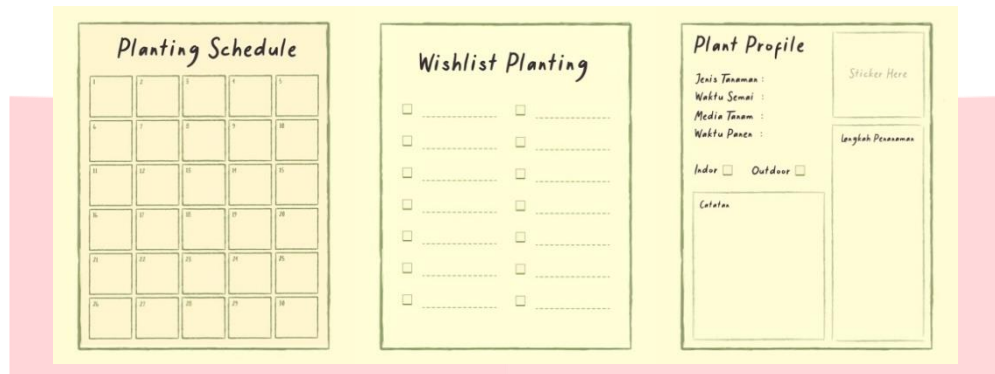 Planting Schedule
1 2 3 4 5
6 7 8 9 10
11 12 13 14 15
16 17 18 19 20
21 22 23 24 25
26 27 28 29 30
Wishlist Planting
Plant Profile
Jenis Tanaman :
Waktu Semai :
Media Tanam :
Waktu Panen :
Indor Outdoor
Catatan
Sticker Here
Langkah Penanaman